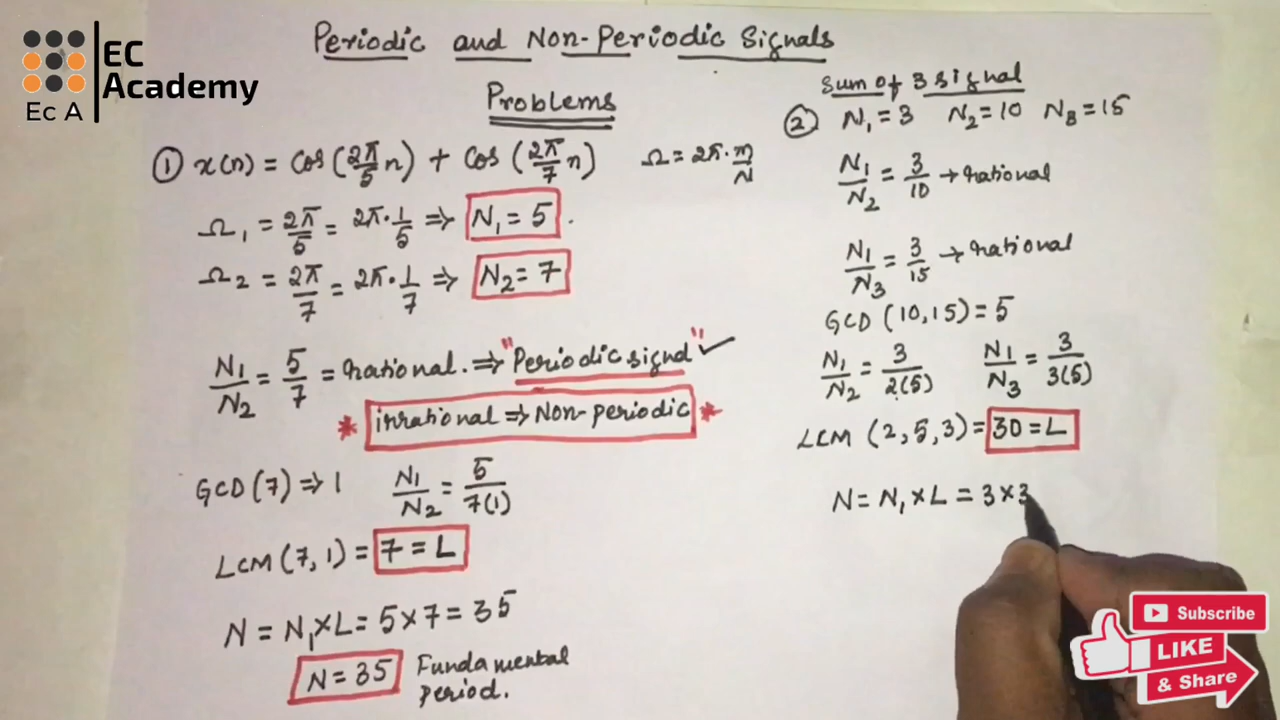 EC Academy
Ec A
Periodic and Non-Periodic Signals
Problems
① x(n) = cos(2π/5 n) + cos(2π/7 n)
Ω = 2π · m/N
Ω₁ = 2π/5 = 2π · 1/5 ⇒ N₁ = 5 .
Ω₂ = 2π/7 = 2π · 1/7 ⇒ N₂ = 7
N₁/N₂ = 5/7 = rational. ⇒ "Periodic signal" ✓
* irrational ⇒ Non-periodic *
GCD (7) ⇒ 1 N₁/N₂ = 5/7(1)
LCM (7, 1) = 7 = L
N = N₁ × L = 5 × 7 = 35
N = 35 Fundamental
period.
Sum of 3 signal
② N₁ = 3 N₂ = 10 N₃ = 15
N₁/N₂ = 3/10 → rational
N₁/N₃ = 3/15 → rational
GCD (10, 15) = 5
N₁/N₂ = 3/2(5) N₁/N₃ = 3/3(5)
LCM (2, 5, 3) = 30 = L
N = N₁ × L = 3 × 3
Subscribe
LIKE
& Share